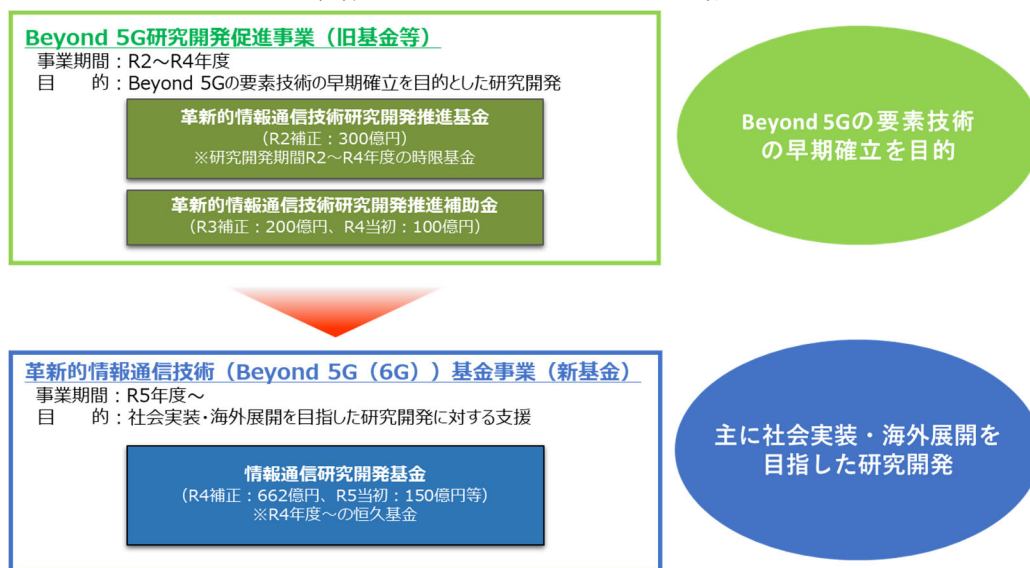 Beyond 5G研究開発促進事業（旧基金等）
事業期間：R2～R4年度
目　　的：Beyond 5Gの要素技術の早期確立を目的とした研究開発
革新的情報通信技術研究開発推進基金
（R2補正：300億円）
※研究開発期間R2～R4年度の時限基金
革新的情報通信技術研究開発推進補助金
（R3補正：200億円、R4当初：100億円）
Beyond 5Gの要素技術
の早期確立を目的
革新的情報通信技術（Beyond 5G（6G））基金事業（新基金）
事業期間：R5年度～
目　　的：社会実装・海外展開を目指した研究開発に対する支援
情報通信研究開発基金
（R4補正：662億円、R5当初：150億円等）
※R4年度～の恒久基金
主に社会実装・海外展開を
目指した研究開発